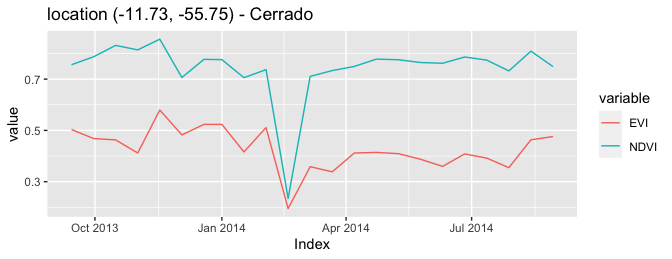 location (-11.73, -55.75) - Cerrado
value
0.7
0.5
0.3
Oct 2013
Jan 2014
Apr 2014
Jul 2014
Index
variable
EVI
NDVI